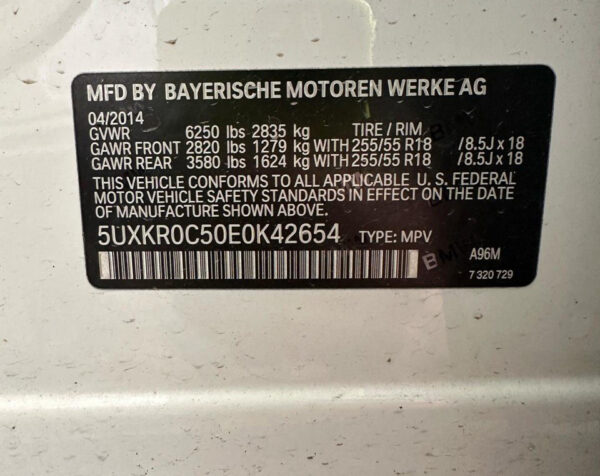 MFD BY BAYERISCHE MOTOREN WERKE AG
04/2014
GVWR 6250 lbs 2835 kg TIRE / RIM
GAWR FRONT 2820 lbs 1279 kg WITH 255/55 R18 /8.5J x 18
GAWR REAR 3580 lbs 1624 kg WITH 255/55 R18 /8.5J x 18
THIS VEHICLE CONFORMS TO ALL APPLICABLE U. S. FEDERAL
MOTOR VEHICLE SAFETY STANDARDS IN EFFECT ON THE DATE
OF MANUFACTURE SHOWN ABOVE.
5UXKR0C50E0K42654 TYPE: MPV
A96M
7 320 729